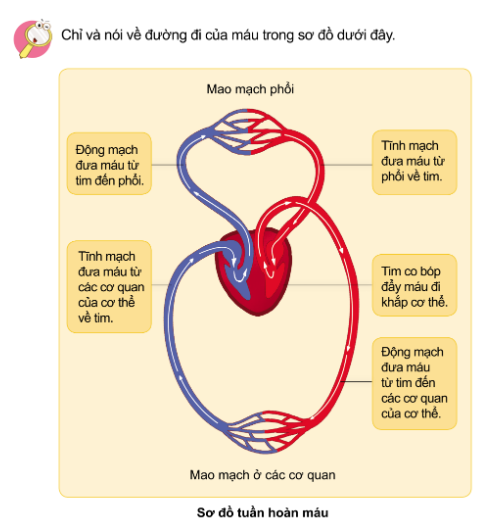 Chỉ và nói về đường đi của máu trong sơ đồ dưới đây.
Mao mạch phổi
Động mạch
đưa máu từ
tim đến phổi.
Tĩnh mạch
đưa máu từ
phổi về tim.
Tĩnh mạch
đưa máu từ
các cơ quan
của cơ thể
về tim.
Tim co bóp
đẩy máu đi
khắp cơ thể.
Động mạch
đưa máu
từ tim đến
các cơ quan
của cơ thể.
Mao mạch ở các cơ quan
Sơ đồ tuần hoàn máu